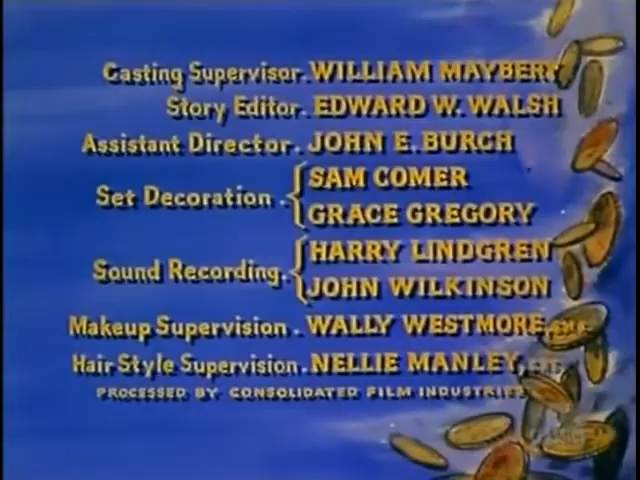 Casting Supervisor. WILLIAM MAYBERRY
Story Editor. EDWARD W. WALSH
Assistant Director. JOHN E. BURCH
Set Decoration. { SAM COMER
GRACE GREGORY
Sound Recording. { HARRY LINDGREN
JOHN WILKINSON
Makeup Supervision. WALLY WESTMORE,
Hair Style Supervision. NELLIE MANLEY,
PROCESSED BY CONSOLIDATED FILM INDUSTRIES